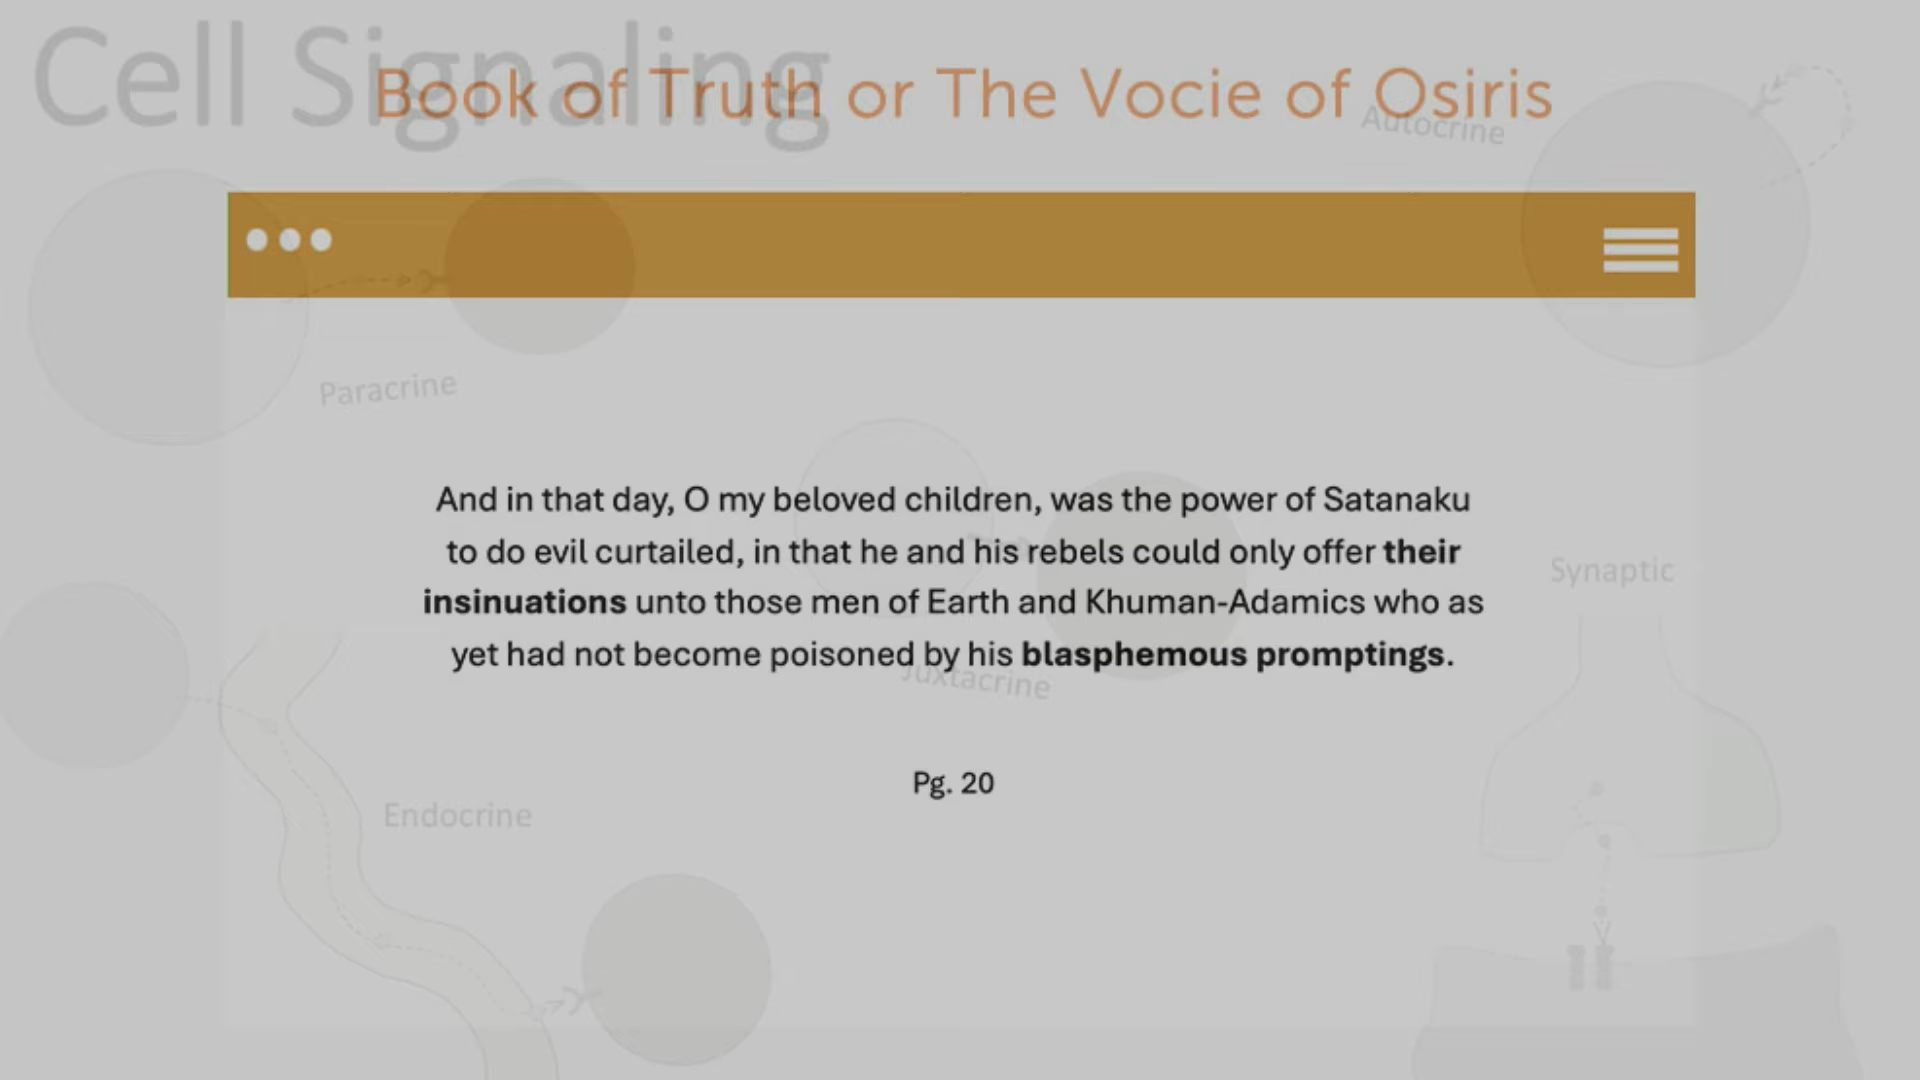 Cell Signaling
Book of Truth or The Vocie of Osiris
Autocrine
Paracrine
And in that day, O my beloved children, was the power of Satanaku
to do evil curtailed, in that he and his rebels could only offer their
insinuations unto those men of Earth and Khuman-Adamics who as
yet had not become poisoned by his blasphemous promptings.
Synaptic
Juxtacrine
Pg. 20
Endocrine